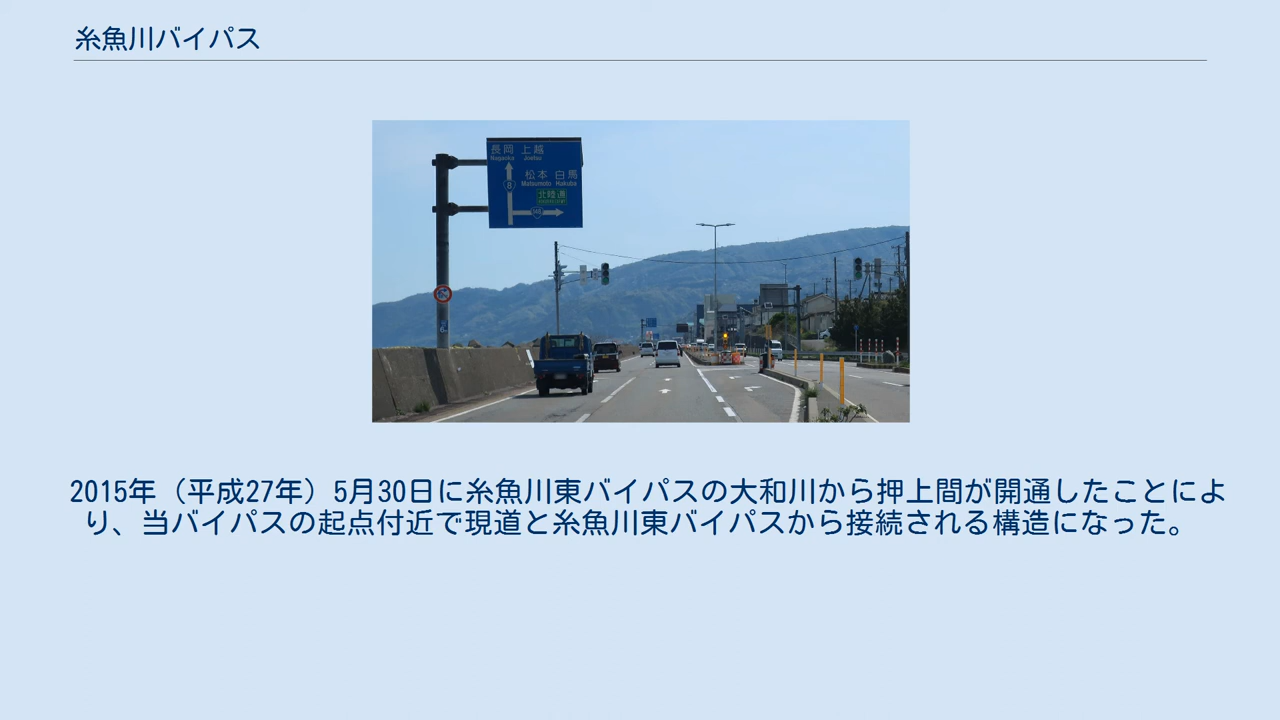 糸魚川バイパス
長岡 上越
Nagaoka Joetsu
松本 白馬
Matsumoto Hakuba
8
北陸道
148
2015年（平成27年）5月30日に糸魚川東バイパスの大和川から押上間が開通したことによ
り、当バイパスの起点付近で現道と糸魚川東バイパスから接続される構造になった。